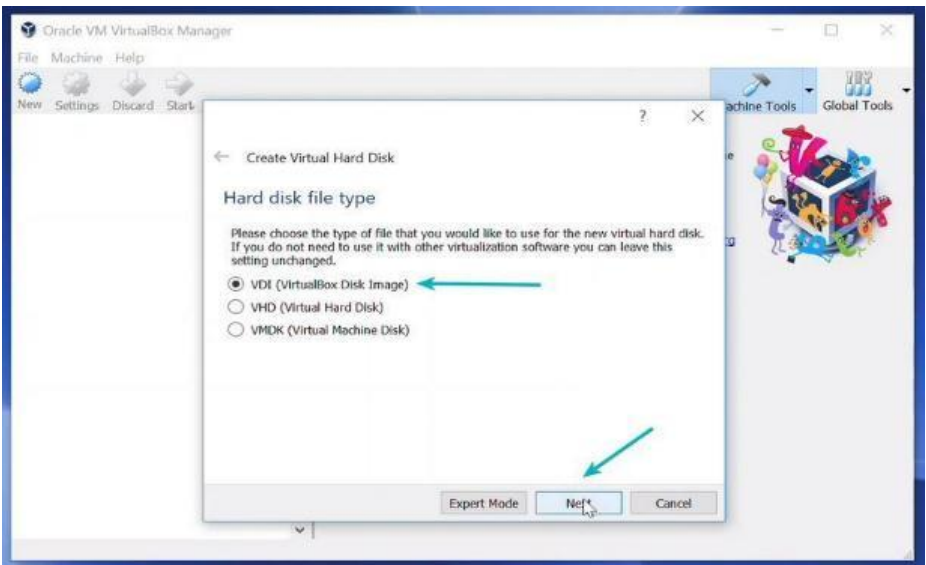 Oracle VM VirtualBox Manager
File Machine Help
New Settings Discard Start
achine Tools
Global Tools
?
Create Virtual Hard Disk
Hard disk file type
Please choose the type of file that you would like to use for the new virtual hard disk.
If you do not need to use it with other virtualization software you can leave this
setting unchanged.
VDI (VirtualBox Disk Image)
VHD (Virtual Hard Disk)
VMDK (Virtual Machine Disk)
Expert Mode Next Cancel